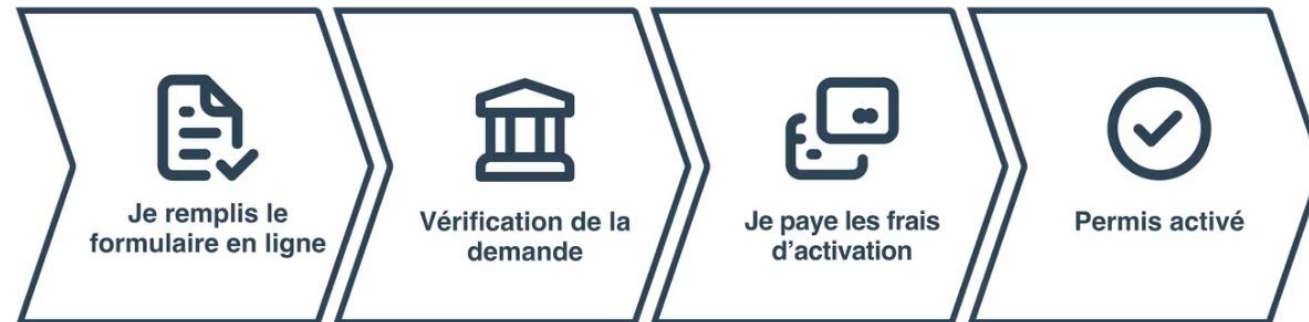 Je remplis le
formulaire en ligne
Vérification de la
demande
Je paye les frais
d'activation
Permis activé